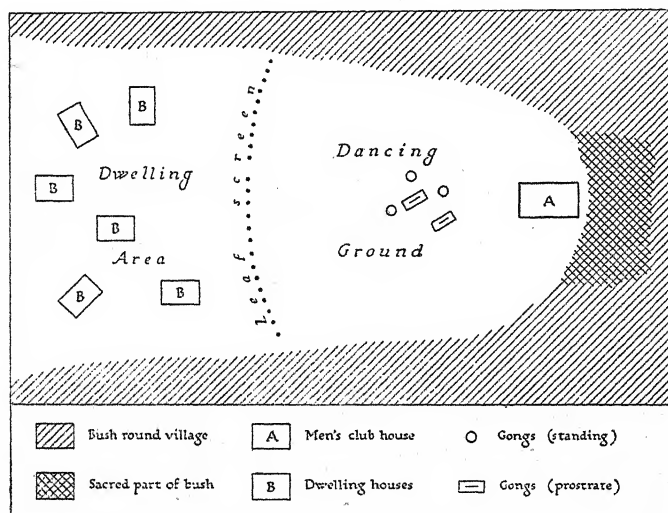 B
B
Dancing
Dwelling
B
A
B
Ground
Area
B
B
Leaf screen
Bush round village
A Men's club house
Gongs (standing)
Sacred part of bush
B Dwelling houses
Gongs (prostrate)